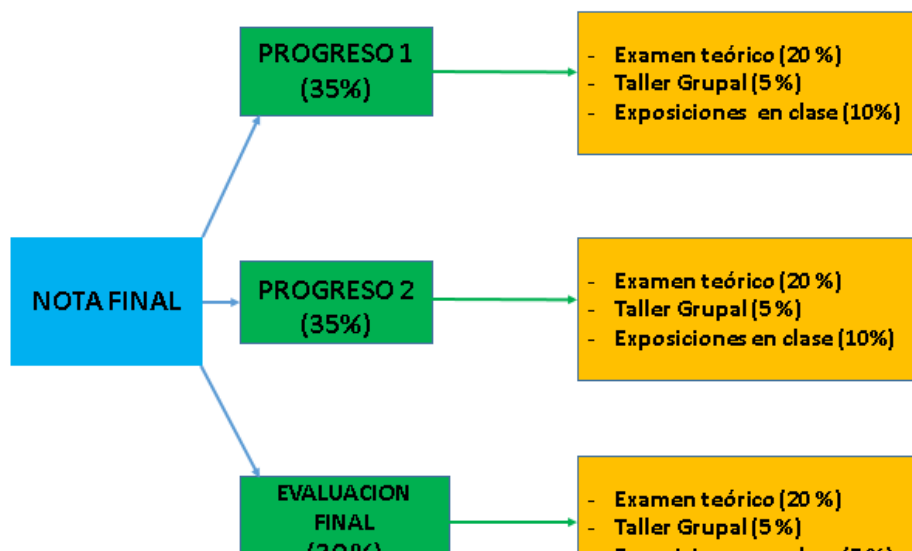 PROGRESO 1
(35%)
- Examen teórico (20 %)
- Taller Grupal (5 %)
- Exposiciones en clase (10%)
NOTA FINAL
PROGRESO 2
(35%)
- Examen teórico (20 %)
- Taller Grupal (5 %)
- Exposiciones en clase (10%)
EVALUACION
FINAL
- Examen teórico (20 %)
- Taller Grupal (5 %)